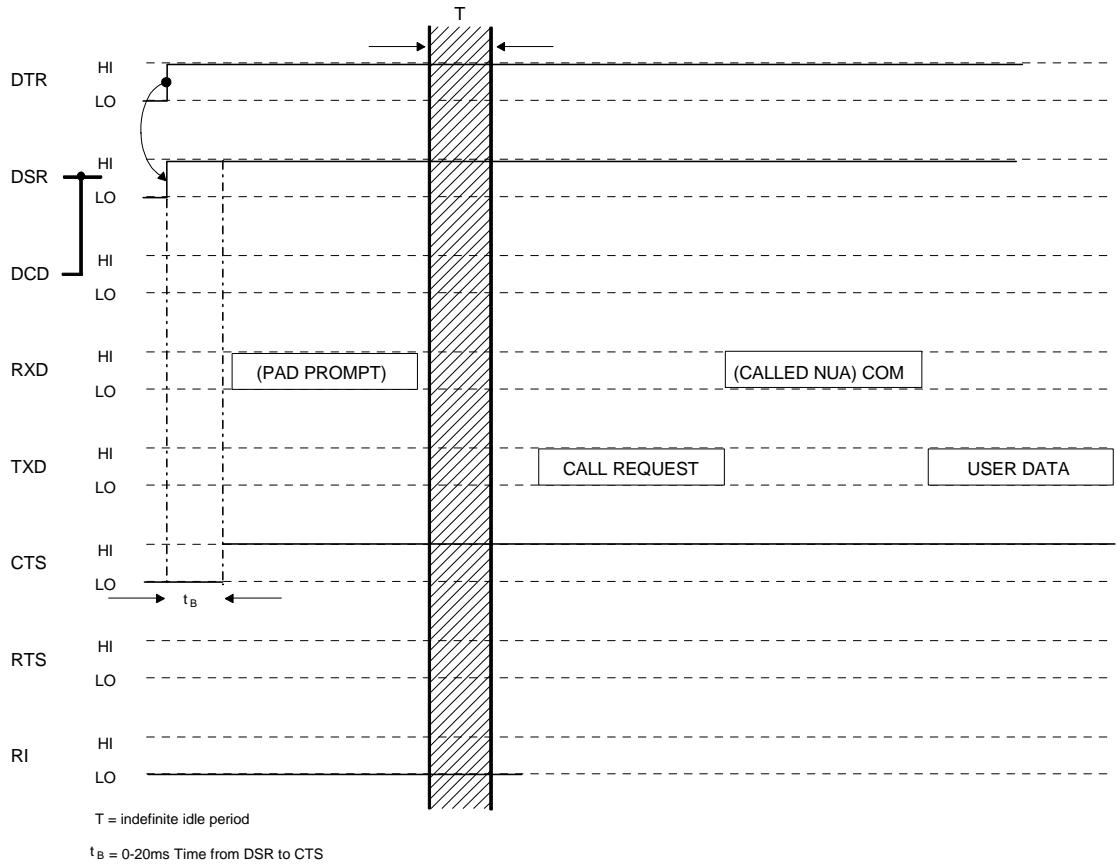 T
DTR HI
LO
DSR HI
LO
DCD HI
LO
RXD HI
LO
(PAD PROMPT) (CALLED NUA) COM
TXD HI
LO
CALL REQUEST USER DATA
CTS HI
LO
t B
RTS HI
LO
RI HI
LO
T = indefinite idle period
t B = 0-20ms Time from DSR to CTS